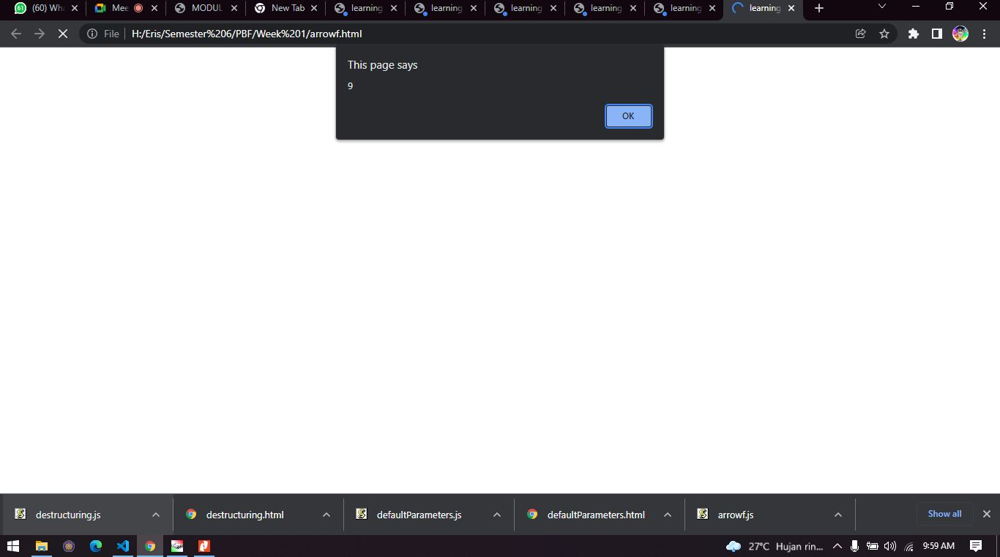 61 (60) Wha Mee MODUL New Tab learning learning learning learning learning learning
File H:/Eris/Semester%206/PBF/Week%201/arrowf.html
This page says
9
OK
destructuring.js destructuring.html defaultParameters.js defaultParameters.html arrowf.js Show all
27°C Hujan rin... 9:59 AM